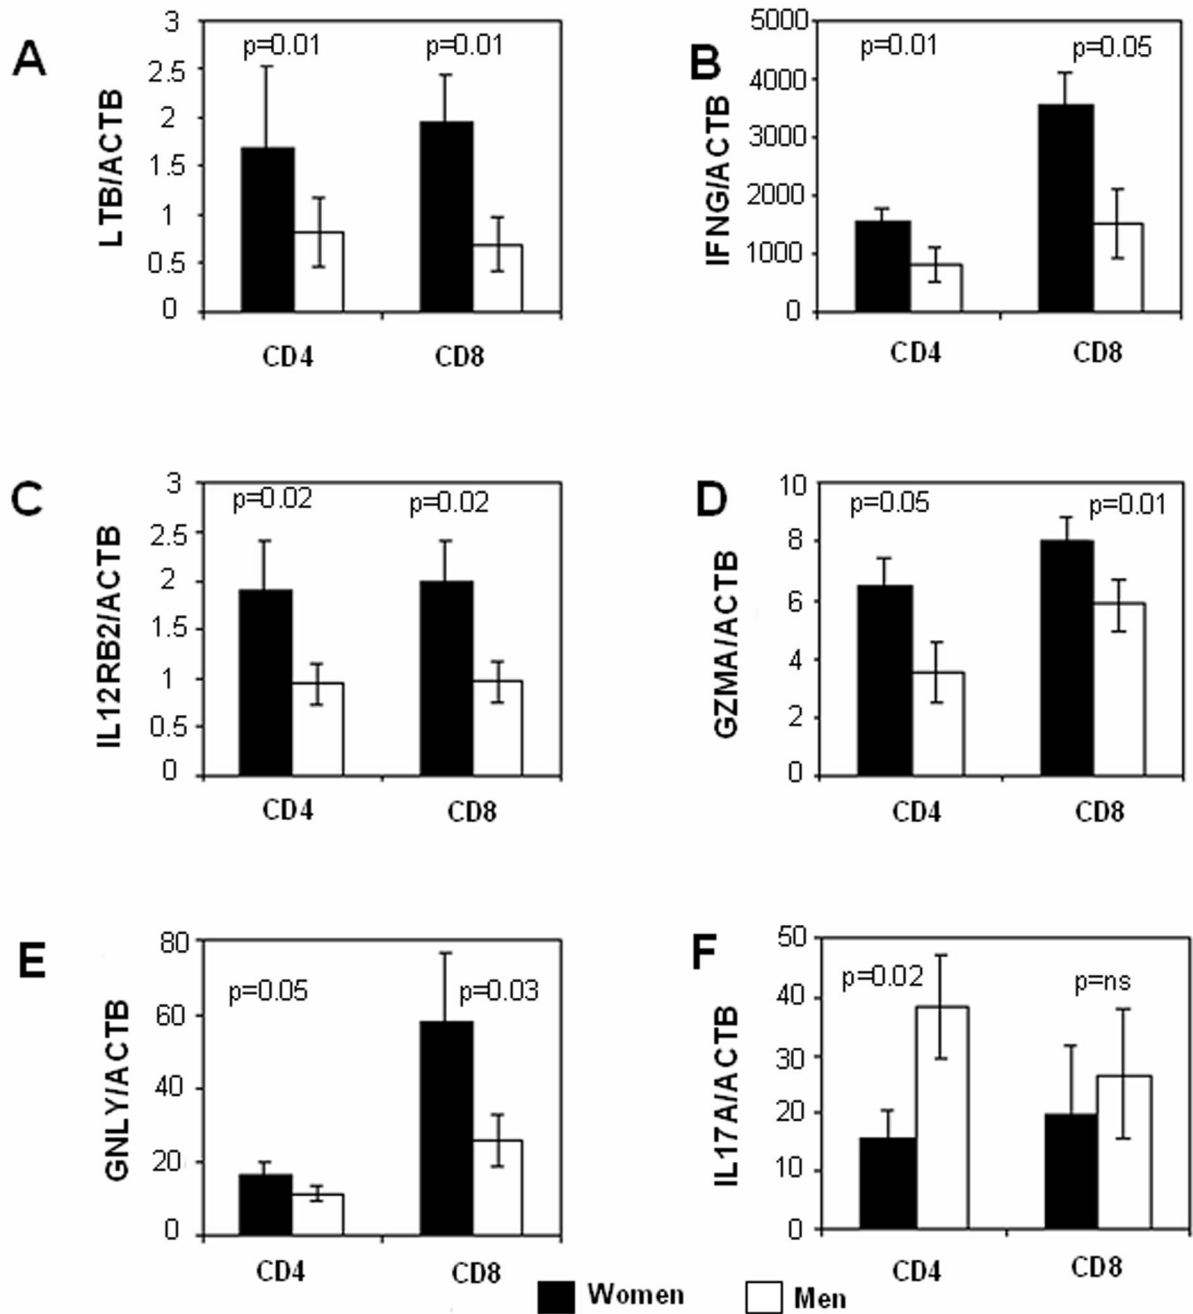 A
LTB/ACTB
3
2.5
2
1.5
1
0.5
0
p=0.01 p=0.01
CD4 CD8
B
IFNG/ACTB
5000
4000
3000
2000
1000
0
p=0.01 p=0.05
CD4 CD8
C
IL12RB2/ACTB
3
2.5
2
1.5
1
0.5
0
p=0.02 p=0.02
CD4 CD8
D
GZMA/ACTB
10
8
6
4
2
0
p=0.05 p=0.01
CD4 CD8
E
GNLY/ACTB
80
60
40
20
0
p=0.05 p=0.03
CD4 CD8
F
IL17A/ACTB
50
40
30
20
10
0
p=0.02 p=ns
CD4 CD8
Women Men